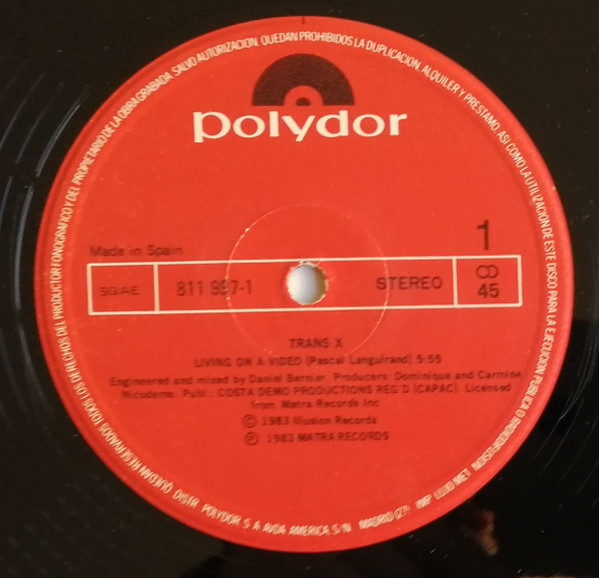 polydor
Made in Spain
1
SGAE
811 997-1
STEREO
45
TRANS X
LIVING ON A VIDEO (Pascal Languirand) 5:55
Engineered and mixed by Daniel Bernier. Producers: Dominique and Carmine
Nicodemo. Publ.: COSTA DEMO PRODUCTIONS REG'D (CAPAC). Licensed
from Matra Records Inc
© 1983 Illusion Records
℗ 1983 MATRA RECORDS
QUEDAN RESERVADOS TODOS LOS DERECHOS DEL PRODUCTOR FONOGRAFICO Y DEL PROPIETARIO DE LA OBRA GRABADA. SALVO AUTORIZACION, QUEDAN PROHIBIDOS LA DUPLICACION, ALQUILER Y PRESTAMO, ASI COMO LA UTILIZACION DE ESTE DISCO PARA LA EJECUCION PUBLICA O RADIODIFUSION
DISTR. POLYDOR, S. A. AVDA AMERICA, S/N MADRID (27) IMP.